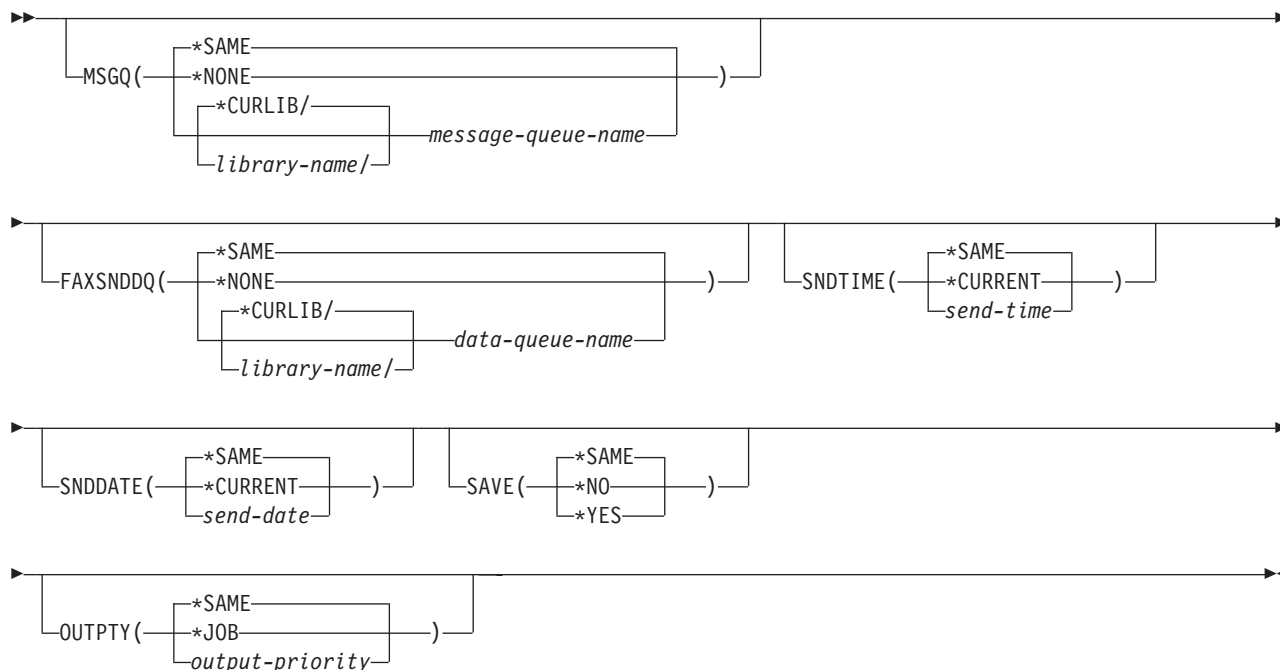 *SAME
MSGQ( *NONE )
*CURLIB/
message-queue-name
library-name/
*SAME
FAXSNDDQ( *NONE )
*CURLIB/
data-queue-name
library-name/
*SAME
SNDTIME( *CURRENT )
send-time
*SAME
SNDDATE( *CURRENT )
send-date
*SAME
SAVE( *NO )
*YES
*SAME
OUTPTY( *JOB )
output-priority